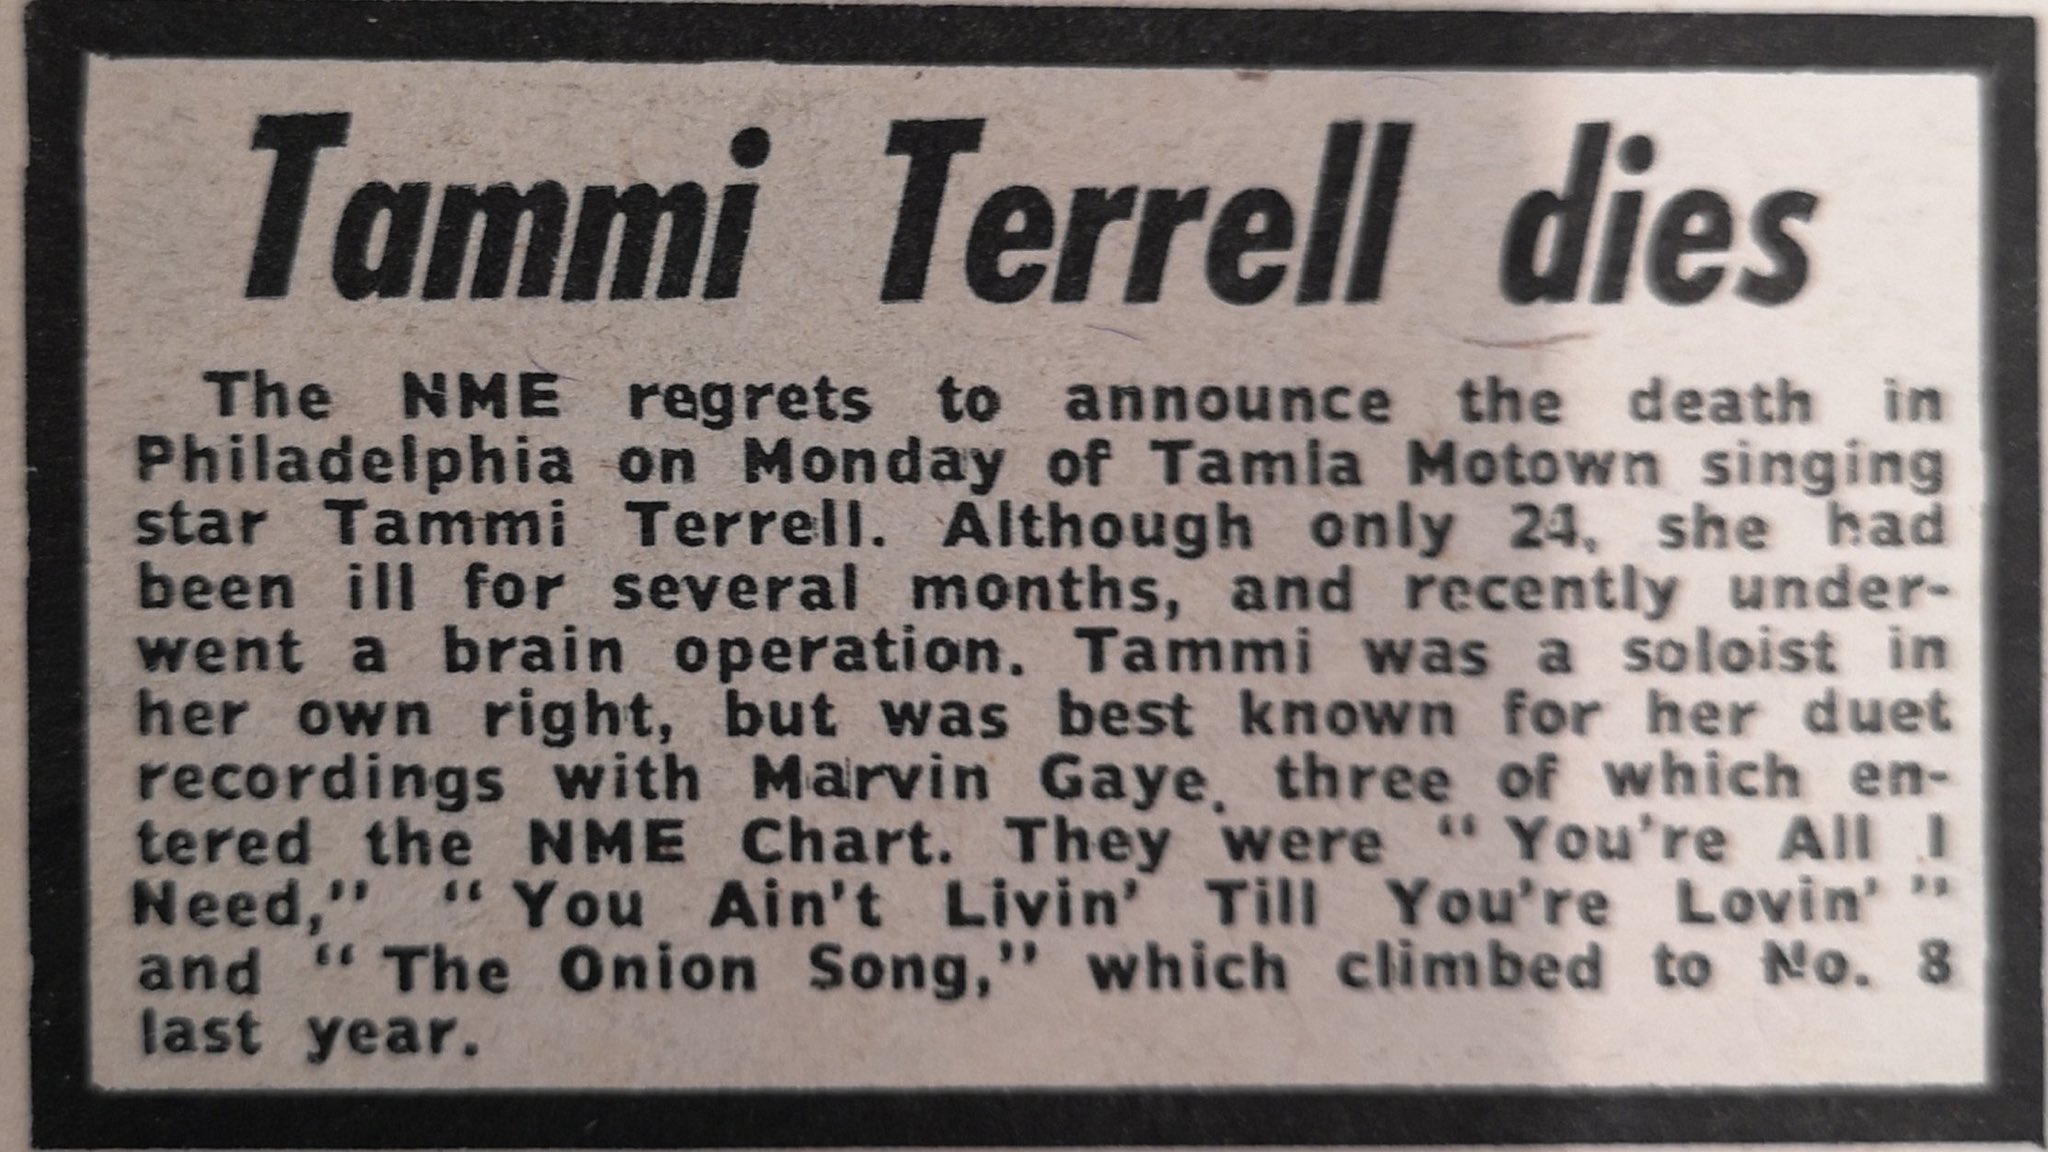 Tammi Terrell dies
The NME regrets to announce the death in
Philadelphia on Monday of Tamla Motown singing
star Tammi Terrell. Although only 24, she had
been ill for several months, and recently under-
went a brain operation. Tammi was a soloist in
her own right, but was best known for her duet
recordings with Marvin Gaye, three of which en-
tered the NME Chart. They were "You're All I
Need," "You Ain't Livin' Till You're Lovin'"
and "The Onion Song," which climbed to No. 8
last year.